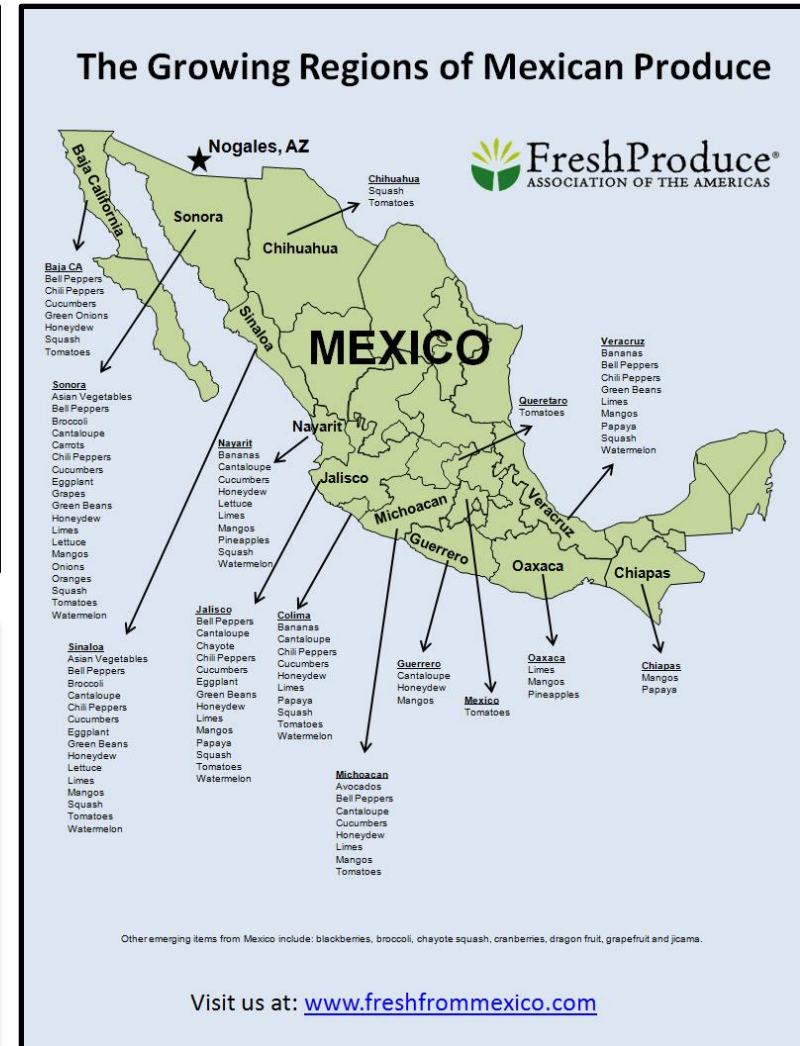 The Growing Regions of Mexican Produce
Nogales, AZ
FreshProduce®
ASSOCIATION OF THE AMERICAS
Baja California
Sonora
Chihuahua
Sinaloa
MEXICO
Nayarit
Jalisco
Michoacan
Guerrero
Veracruz
Oaxaca
Chiapas
Chihuahua
Squash
Tomatoes
Baja CA
Bell Peppers
Chili Peppers
Cucumbers
Green Onions
Honeydew
Squash
Tomatoes
Sonora
Asian Vegetables
Bell Peppers
Broccoli
Cantaloupe
Carrots
Chili Peppers
Cucumbers
Eggplant
Grapes
Green Beans
Honeydew
Limes
Lettuce
Mangos
Onions
Oranges
Squash
Tomatoes
Watermelon
Sinaloa
Asian Vegetables
Bell Peppers
Broccoli
Cantaloupe
Chili Peppers
Cucumbers
Eggplant
Green Beans
Honeydew
Lettuce
Limes
Mangos
Squash
Tomatoes
Watermelon
Nayarit
Bananas
Cantaloupe
Cucumbers
Honeydew
Lettuce
Limes
Mangos
Pineapples
Squash
Watermelon
Jalisco
Bell Peppers
Cantaloupe
Chayote
Chili Peppers
Cucumbers
Eggplant
Green Beans
Honeydew
Limes
Mangos
Papaya
Squash
Tomatoes
Watermelon
Colima
Bananas
Cantaloupe
Chili Peppers
Cucumbers
Honeydew
Limes
Papaya
Squash
Tomatoes
Watermelon
Michoacan
Avocados
Bell Peppers
Cantaloupe
Cucumbers
Honeydew
Limes
Mangos
Tomatoes
Guerrero
Cantaloupe
Honeydew
Mangos
Mexico
Tomatoes
Queretaro
Tomatoes
Veracruz
Bananas
Bell Peppers
Chili Peppers
Green Beans
Limes
Mangos
Papaya
Squash
Watermelon
Oaxaca
Limes
Mangos
Pineapples
Chiapas
Mangos
Papaya
Other emerging items from Mexico include: blackberries, broccoli, chayote squash, cranberries, dragon fruit, grapefruit and jicama.
Visit us at: www.freshfrommexico.com